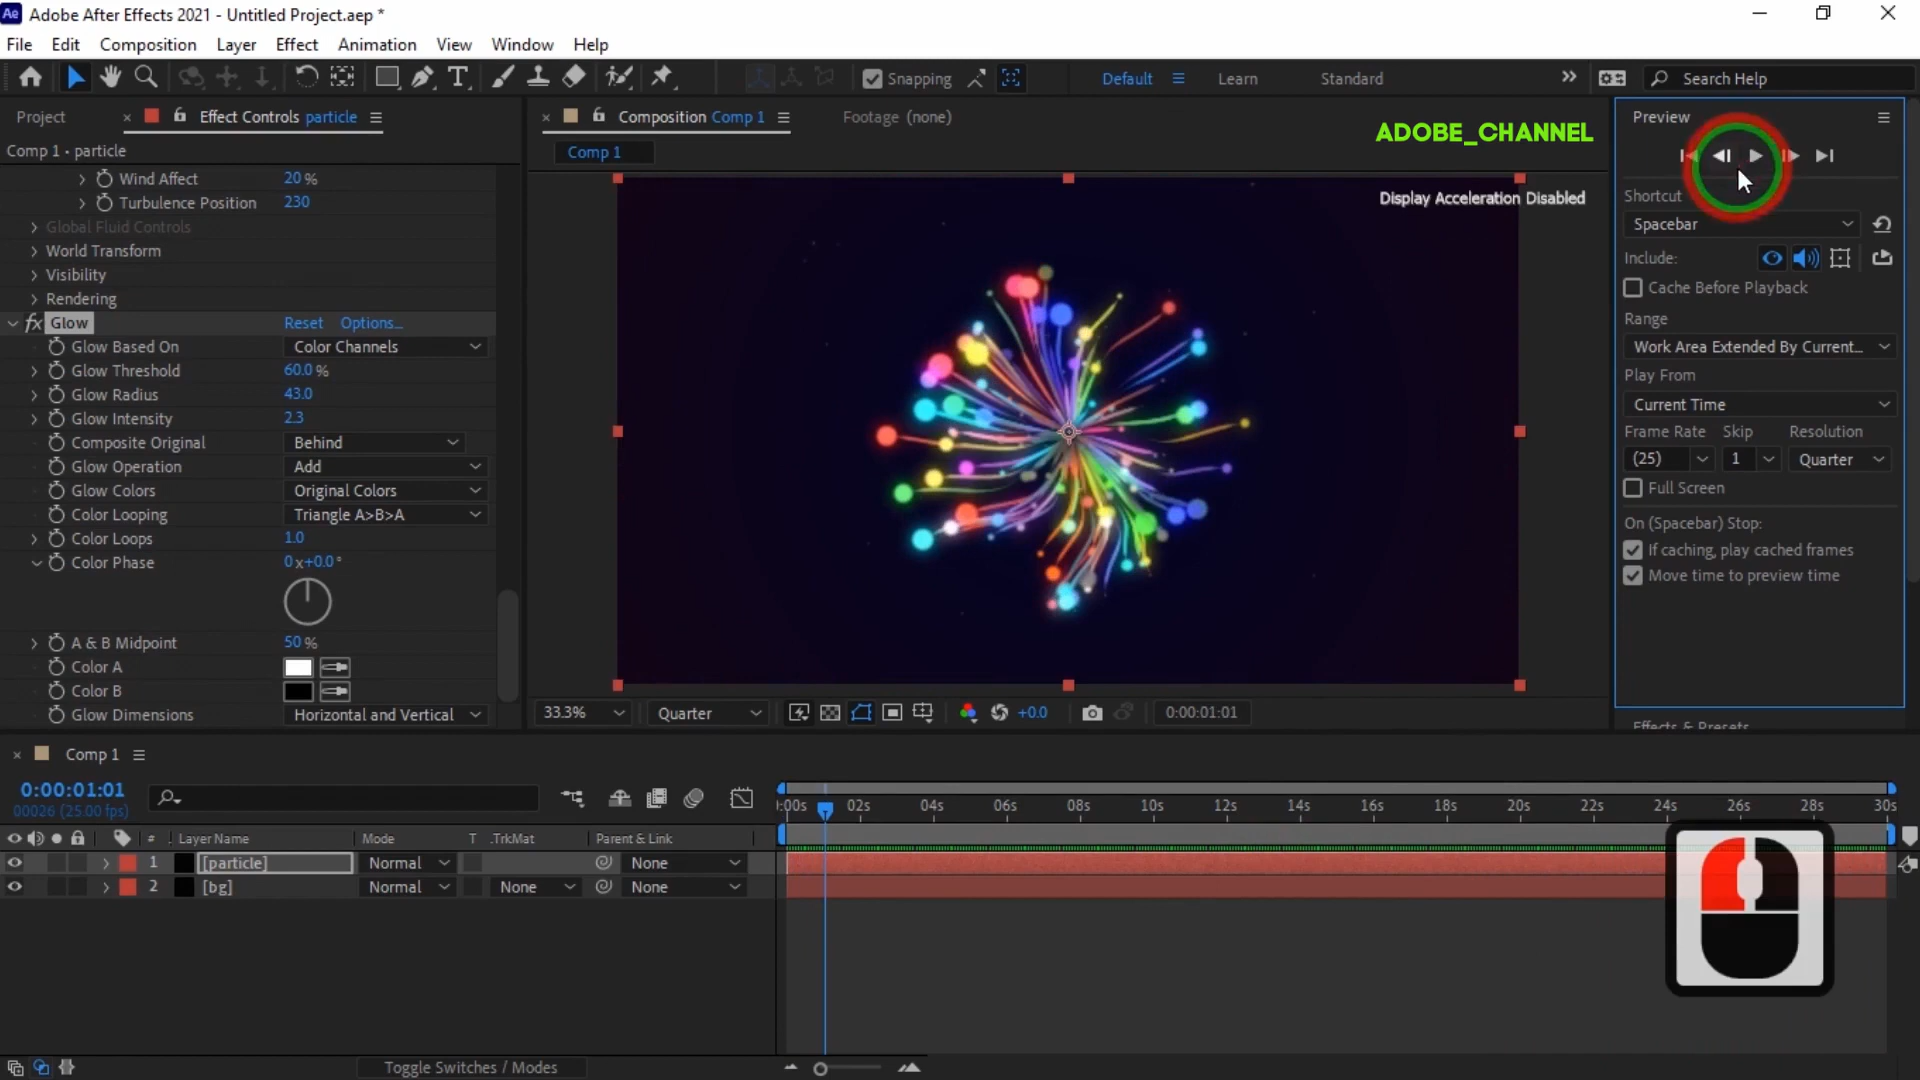 Ae Adobe After Effects 2021 - Untitled Project.aep *
File Edit Composition Layer Effect Animation View Window Help
Snapping Default Learn Standard Search Help
Project Effect Controls particle Composition Comp 1 Footage (none) ADOBE_CHANNEL Preview
Comp 1 • particle Comp 1
Wind Affect 20 %
Turbulence Position 230
Global Fluid Controls
World Transform
Visibility
Rendering
fx Glow Reset Options...
Glow Based On Color Channels
Glow Threshold 60.0 %
Glow Radius 43.0
Glow Intensity 2.3
Composite Original Behind
Glow Operation Add
Glow Colors Original Colors
Color Looping Triangle A>B>A
Color Loops 1.0
Color Phase 0 x+0.0 °
A & B Midpoint 50 %
Color A
Color B
Glow Dimensions Horizontal and Vertical
Display Acceleration Disabled
33.3% Quarter +0.0 0:00:01:01
Shortcut
Spacebar
Include:
Cache Before Playback
Range
Work Area Extended By Current...
Play From
Current Time
Frame Rate Skip Resolution
(25) 1 Quarter
Full Screen
On (Spacebar) Stop:
If caching, play cached frames
Move time to preview time
Effects & Presets
Comp 1
0:00:01:01
00026 (25.00 fps)
):00s 02s 04s 06s 08s 10s 12s 14s 16s 18s 20s 22s 24s 26s 28s 30s
# Layer Name Mode T .TrkMat Parent & Link
1 [particle] Normal None
2 [bg] Normal None None
Toggle Switches / Modes